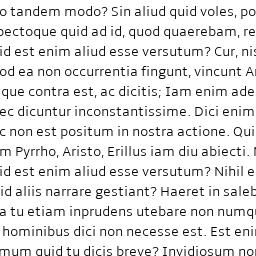 o tandem modo? Sin aliud quid voles, po
pectoque quid ad id, quod quaerebam, re
id est enim aliud esse versutum? Cur, nis
od ea non occurrentia fingunt, vincunt A
que contra est, ac dicitis; Iam enim ade
ec dicuntur inconstantissime. Dici enim
c non est positum in nostra actione. Qui
m Pyrrho, Aristo, Erillus iam diu abiecti.
id est enim aliud esse versutum? Nihil e
id aliis narrare gestiant? Haeret in saleb
a tu etiam inprudens utebare non numqu
hominibus dici non necesse est. Est eni
mum quid tu dicis breve? Invidiosum no